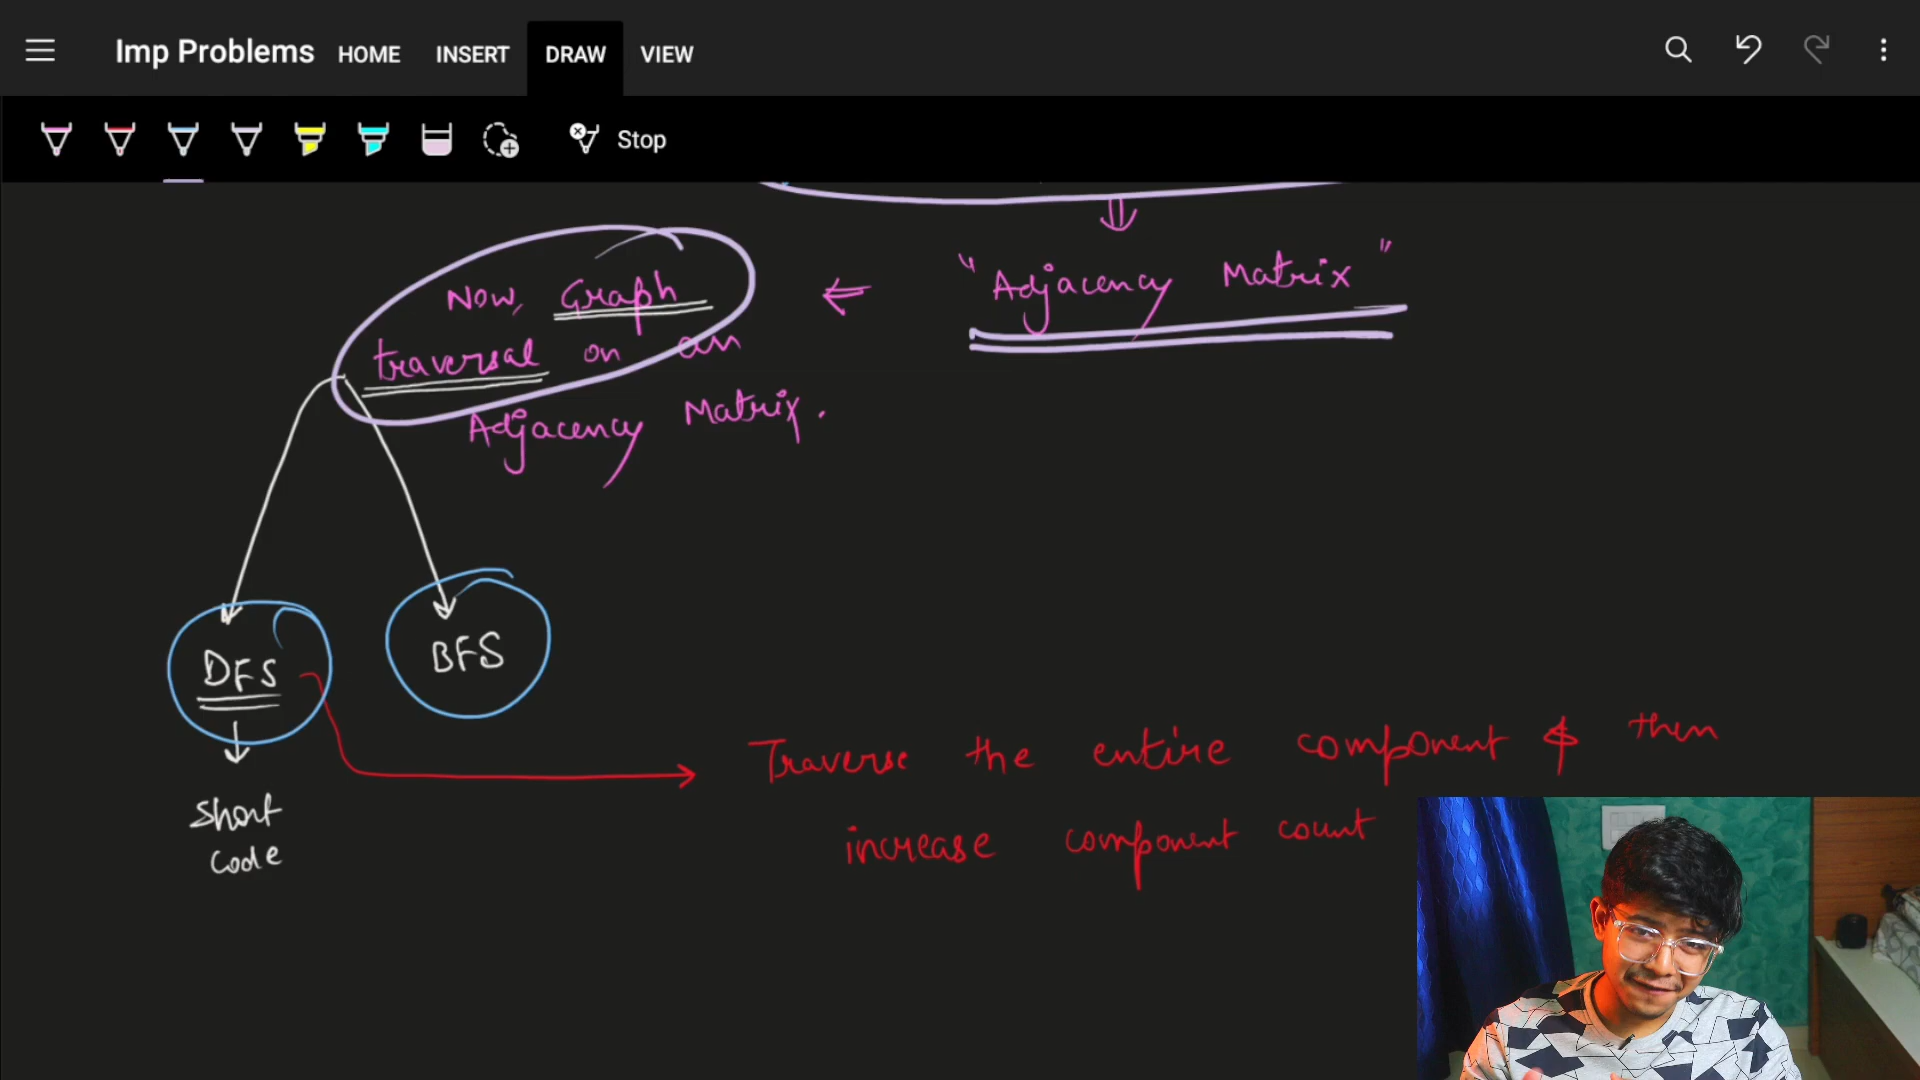 Imp Problems HOME INSERT DRAW VIEW
Stop
"Adjacency Matrix"
Now, Graph
traversal on an
Adjacency Matrix.
DFS
BFS
short
code
Traverse the entire component & then
increase component count